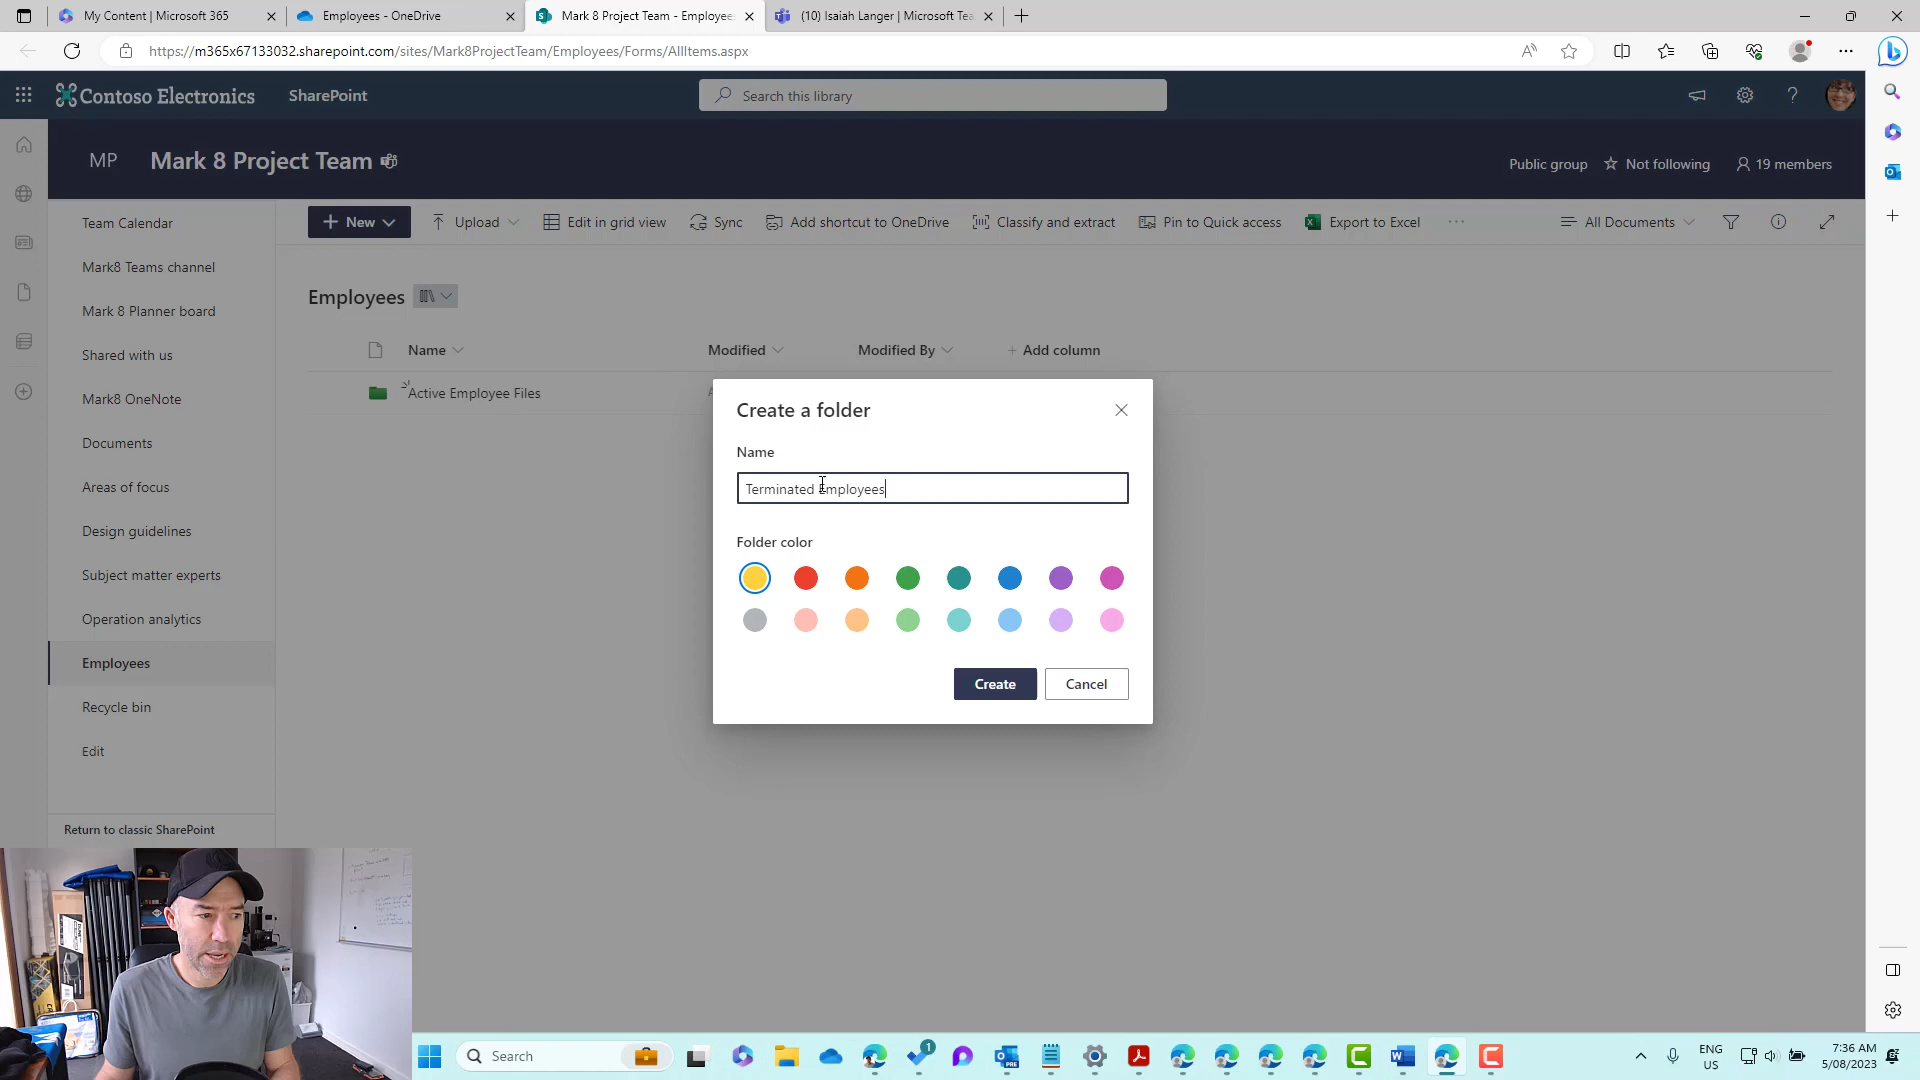 My Content | Microsoft 365
Employees - OneDrive
Mark 8 Project Team - Employee
(10) Isaiah Langer | Microsoft Tea
https://m365x67133032.sharepoint.com/sites/Mark8ProjectTeam/Employees/Forms/AllItems.aspx
Contoso Electronics
SharePoint
Search this library
MP
Mark 8 Project Team
Public group
Not following
19 members
Team Calendar
Mark8 Teams channel
Mark 8 Planner board
Shared with us
Mark8 OneNote
Documents
Areas of focus
Design guidelines
Subject matter experts
Operation analytics
Employees
Recycle bin
Edit
Return to classic SharePoint
New
Upload
Edit in grid view
Sync
Add shortcut to OneDrive
Classify and extract
Pin to Quick access
Export to Excel
All Documents
Employees
Name
Modified
Modified By
Add column
Active Employee Files
Create a folder
Name
Terminated Employees
Folder color
Create
Cancel
Search
1
ENG
US
7:36 AM
5/08/2023